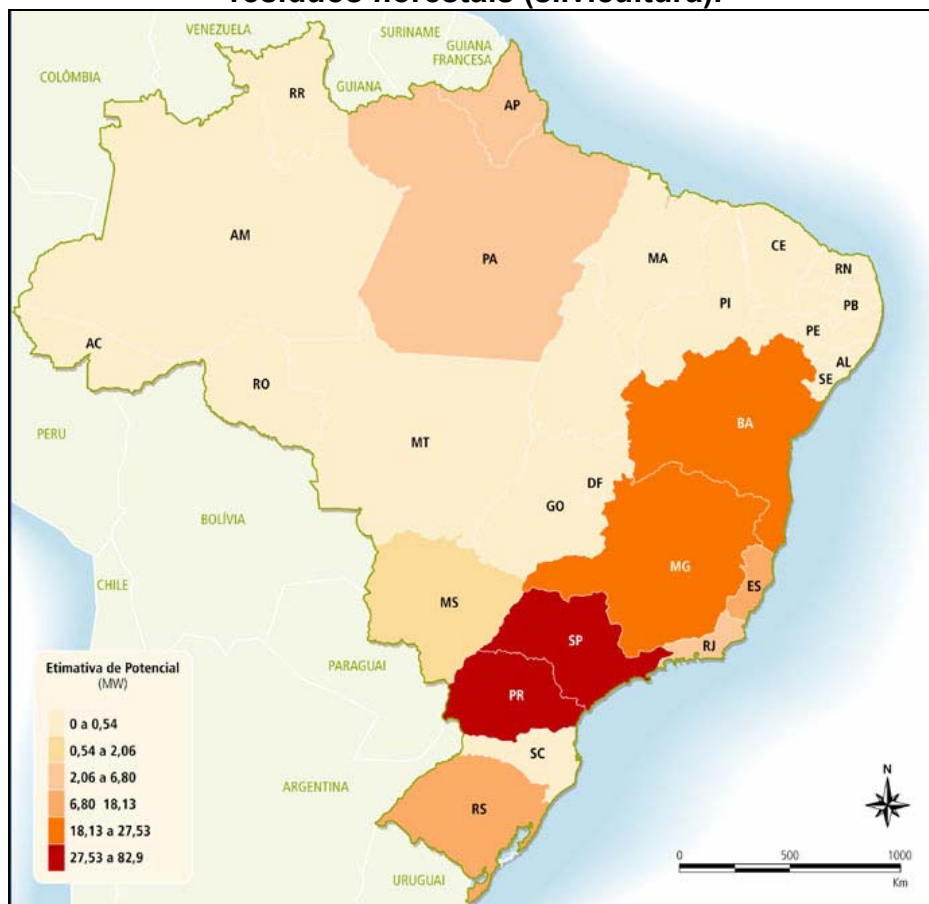 resíduos florestais (silvicultura).
VENEZUELA
SURINAME
GUIANA
FRANCESA
COLÔMBIA
GUIANA
RR
AP
AM
PA
MA
CE
RN
PI
PB
PE
AC
AL
RO
SE
BA
MT
PERU
DF
GO
BOLÍVIA
MG
CHILE
ES
MS
SP
RJ
PARAGUAI
Etimativa de Potencial
(MW)
PR
0 a 0,54
SC
0,54 a 2,06
2,06 a 6,80
ARGENTINA
N
6,80 18,13
RS
18,13 a 27,53
27,53 a 82,9
0 500 1000
Km
URUGUAI